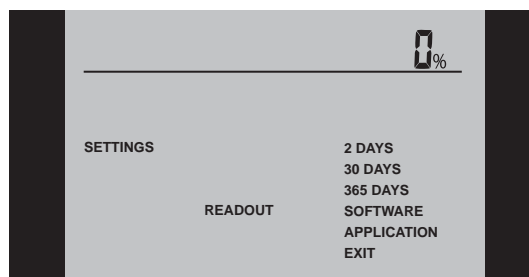 0%
SETTINGS 2 DAYS
30 DAYS
365 DAYS
READOUT SOFTWARE
APPLICATION
EXIT